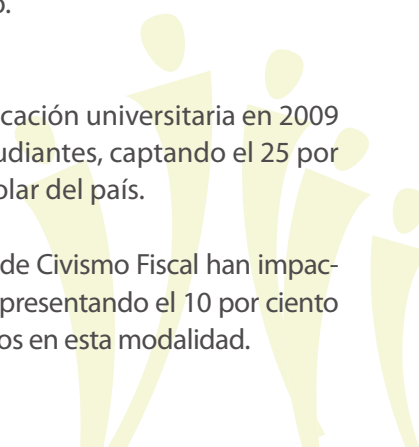 o.
cación universitaria en 2009
udiantes, captando el 25 por
olar del país.
de Civismo Fiscal han impac-
presentando el 10 por ciento
os en esta modalidad.